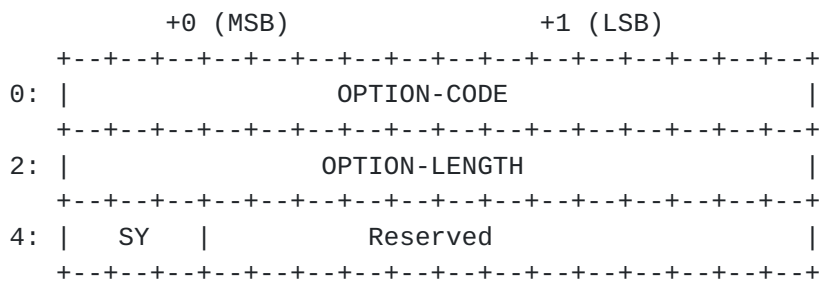 +0 (MSB)                +1 (LSB)
   +--+--+--+--+--+--+--+--+--+--+--+--+--+--+--+--+
0: |                  OPTION-CODE                  |
   +--+--+--+--+--+--+--+--+--+--+--+--+--+--+--+--+
2: |                 OPTION-LENGTH                 |
   +--+--+--+--+--+--+--+--+--+--+--+--+--+--+--+--+
4: |   SY   |          Reserved                    |
   +--+--+--+--+--+--+--+--+--+--+--+--+--+--+--+--+